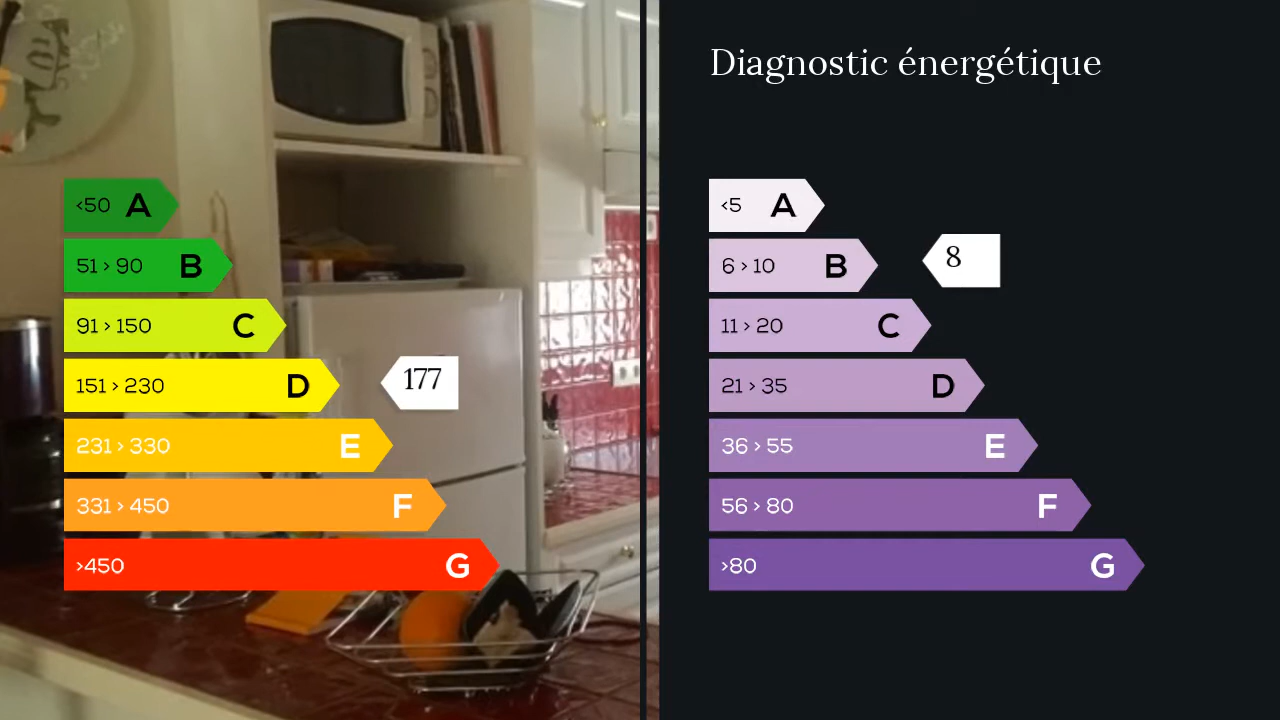 Diagnostic énergétique
<50 A
51 > 90 B
91 > 150 C
151 > 230 D
177
231 > 330 E
331 > 450 F
>450 G
<5 A
6 > 10 B
8
11 > 20 C
21 > 35 D
36 > 55 E
56 > 80 F
>80 G